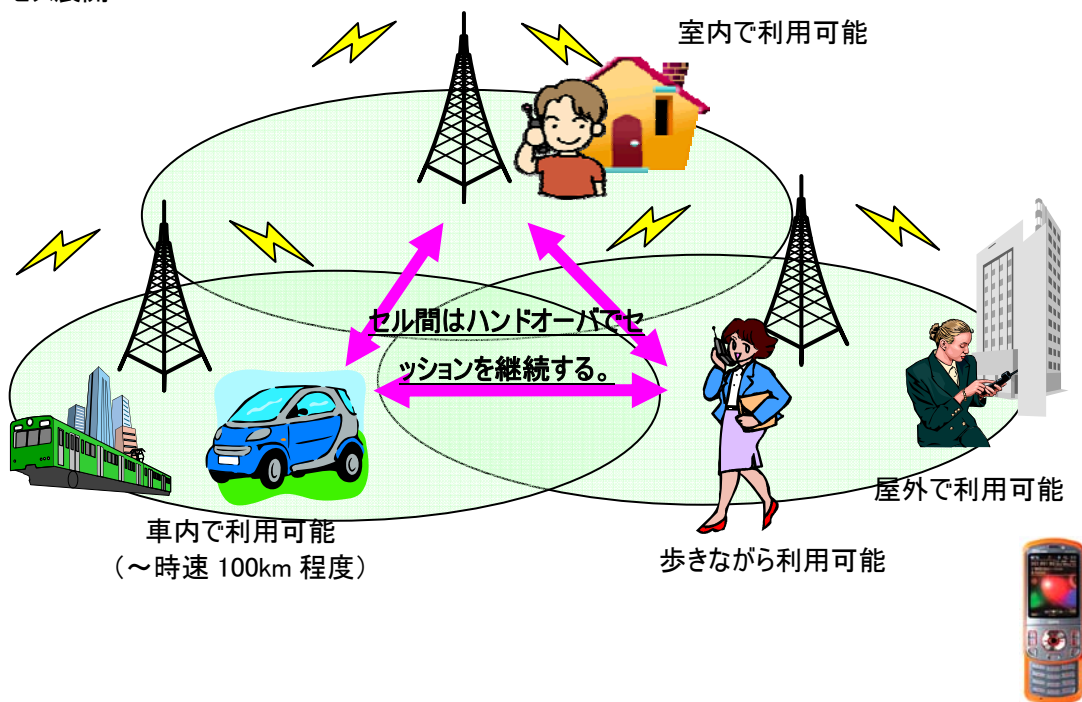 室内で利用可能
セル間はハンドオーバでセ
ッションを継続する。
屋外で利用可能
車内で利用可能
(~時速 100km 程度)
歩きながら利用可能